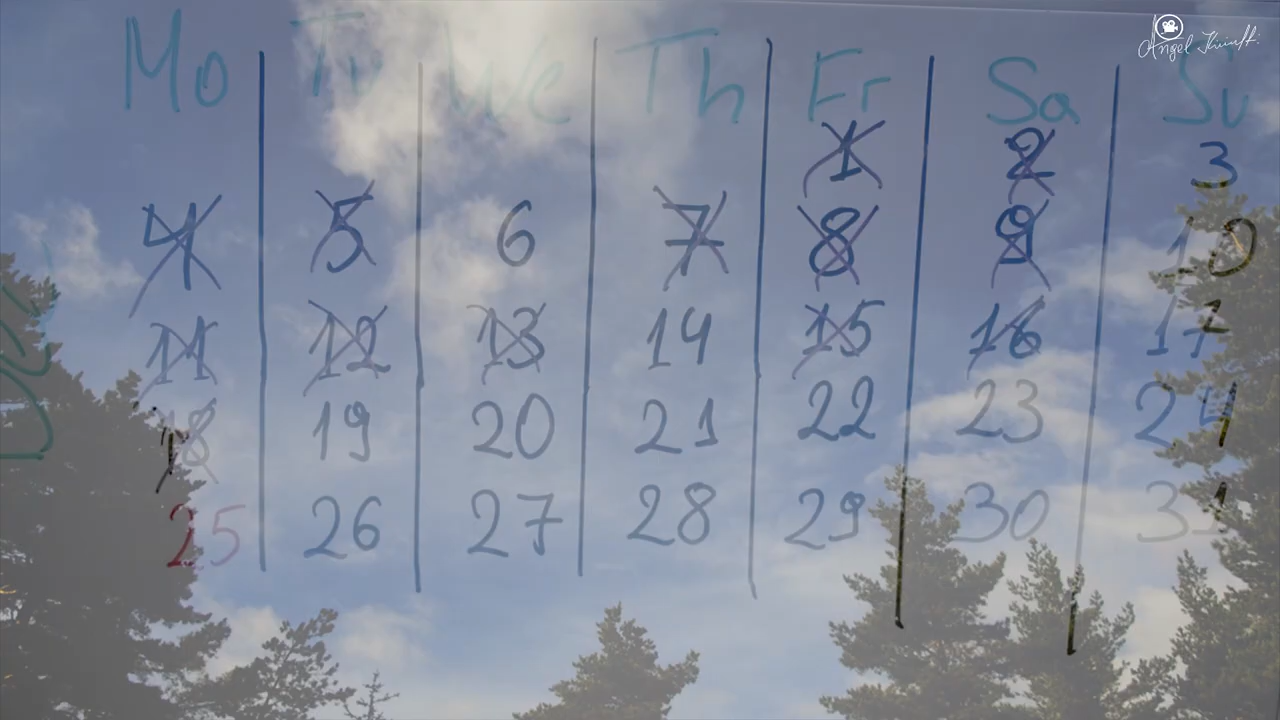 Mo Tu We Th Fr Sa Su
1 2 3
4 5 6 7 8 9 10
11 12 13 14 15 16 17
18 19 20 21 22 23 24
25 26 27 28 29 30 31
Angel